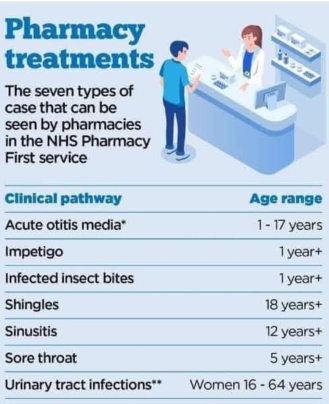 Pharmacy
treatments
The seven types of
case that can be
seen by pharmacies
in the NHS Pharmacy
First service
Clinical pathway Age range
Acute otitis media* 1 - 17 years
Impetigo 1 year+
Infected insect bites 1 year+
Shingles 18 years+
Sinusitis 12 years+
Sore throat 5 years+
Urinary tract infections** Women 16 - 64 years